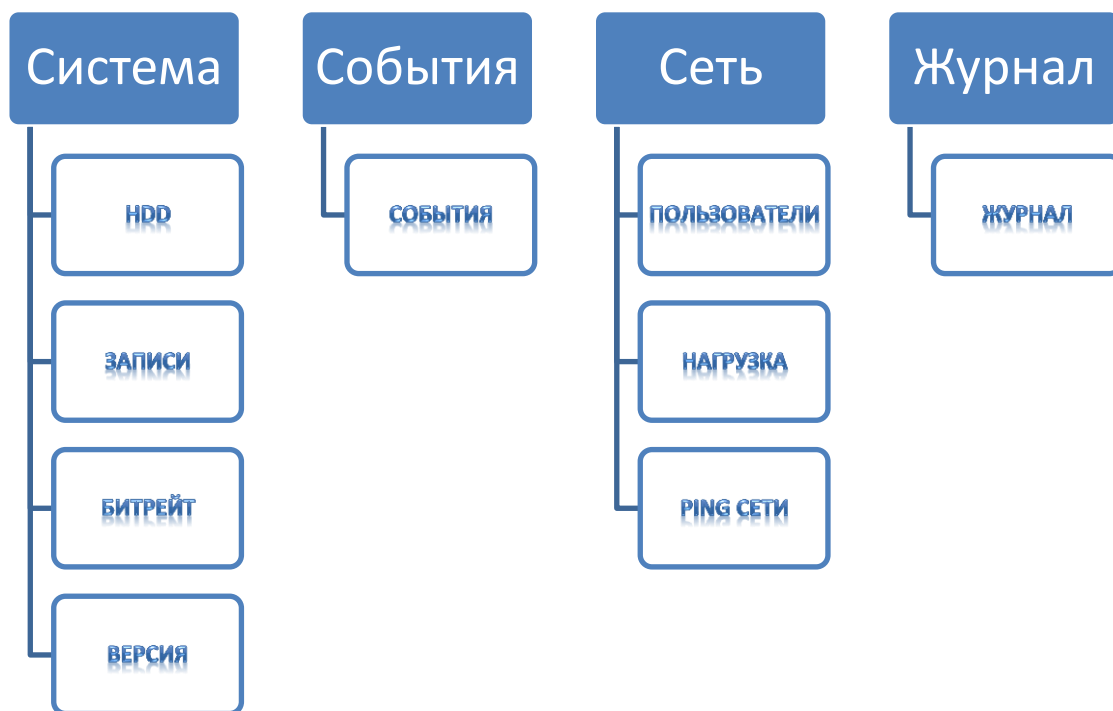 Система
HDD
ЗАПИСИ
БИТРЕЙТ
ВЕРСИЯ
События
СОБЫТИЯ
Сеть
ПОЛЬЗОВАТЕЛИ
НАГРУЗКА
PING СЕТИ
Журнал
ЖУРНАЛ